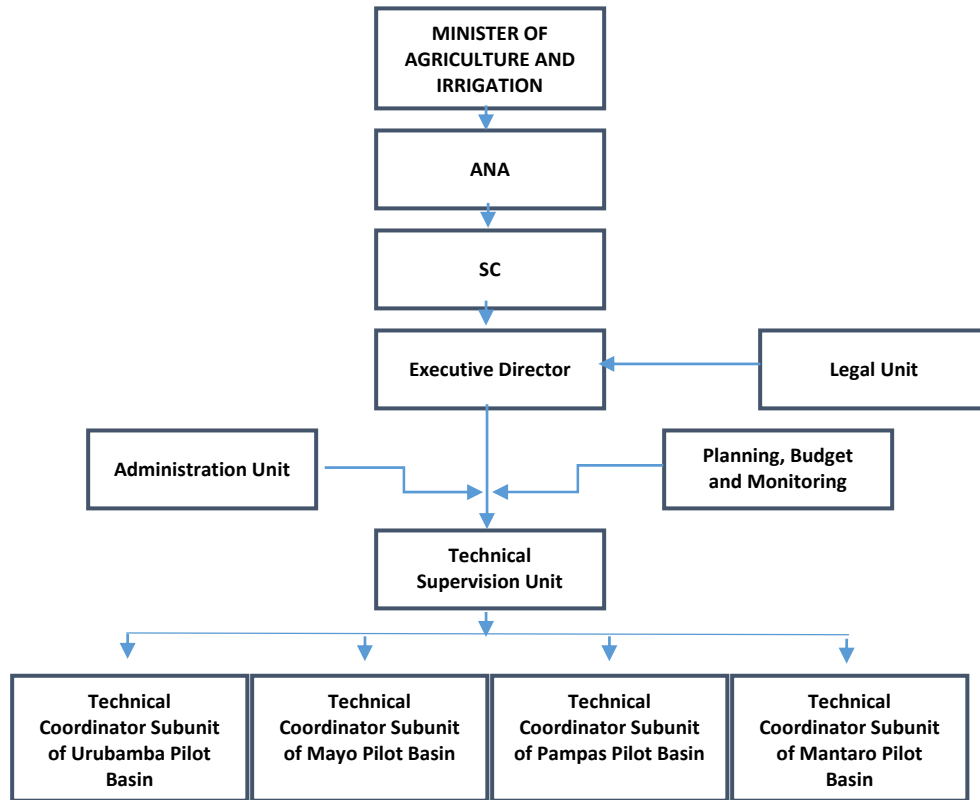 MINISTER OF
AGRICULTURE AND
IRRIGATION
ANA
SC
Executive Director
Legal Unit
Administration Unit
Planning, Budget
and Monitoring
Technical
Supervision Unit
Technical
Coordinator Subunit
of Urubamba Pilot
Basin
Technical
Coordinator Subunit
of Mayo Pilot Basin
Technical
Coordinator Subunit
of Pampas Pilot Basin
Technical
Coordinator Subunit
of Mantaro Pilot
Basin